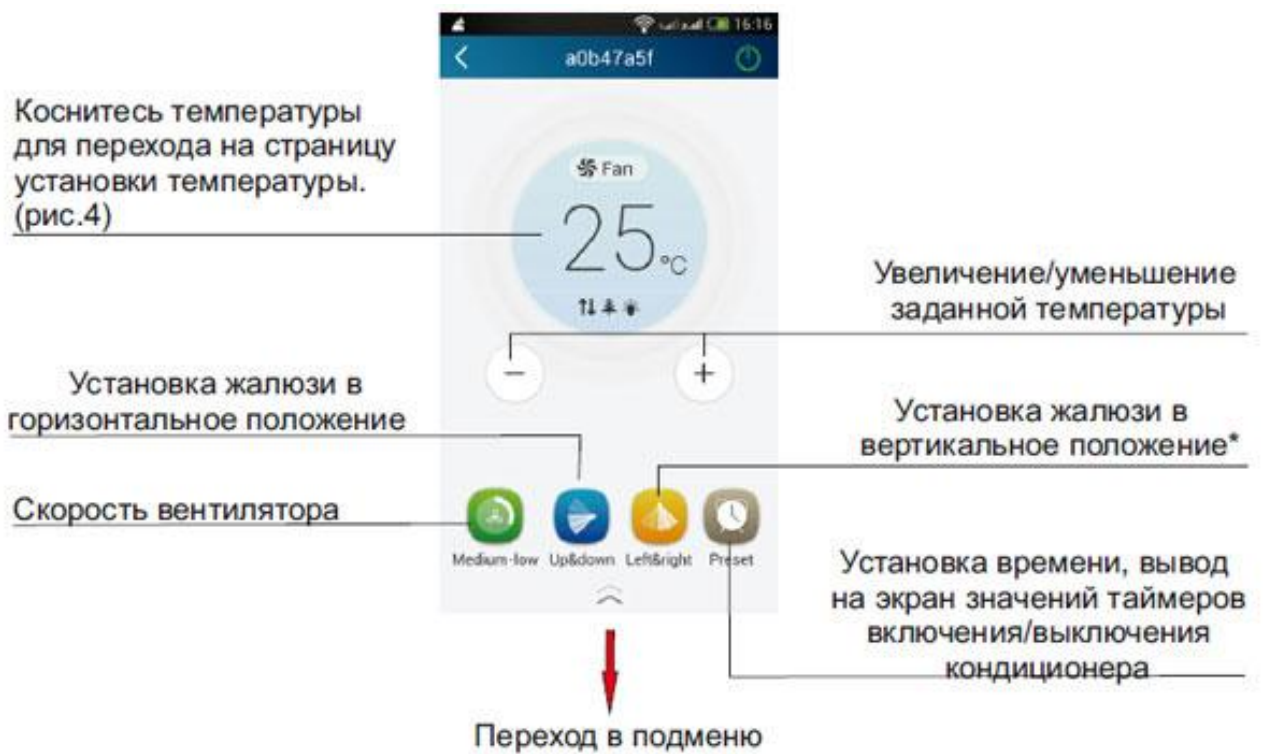 16:16
a0b47a5f
Коснитесь температуры
для перехода на страницу
установки температуры.
(рис.4)
Fan
25 °C
Увеличение/уменьшение
заданной температуры
− +
Установка жалюзи в
горизонтальное положение
Установка жалюзи в
вертикальное положение*
Скорость вентилятора
Medium-low Up&down Left&right Preset
Установка времени, вывод
на экран значений таймеров
включения/выключения
кондиционера
Переход в подменю